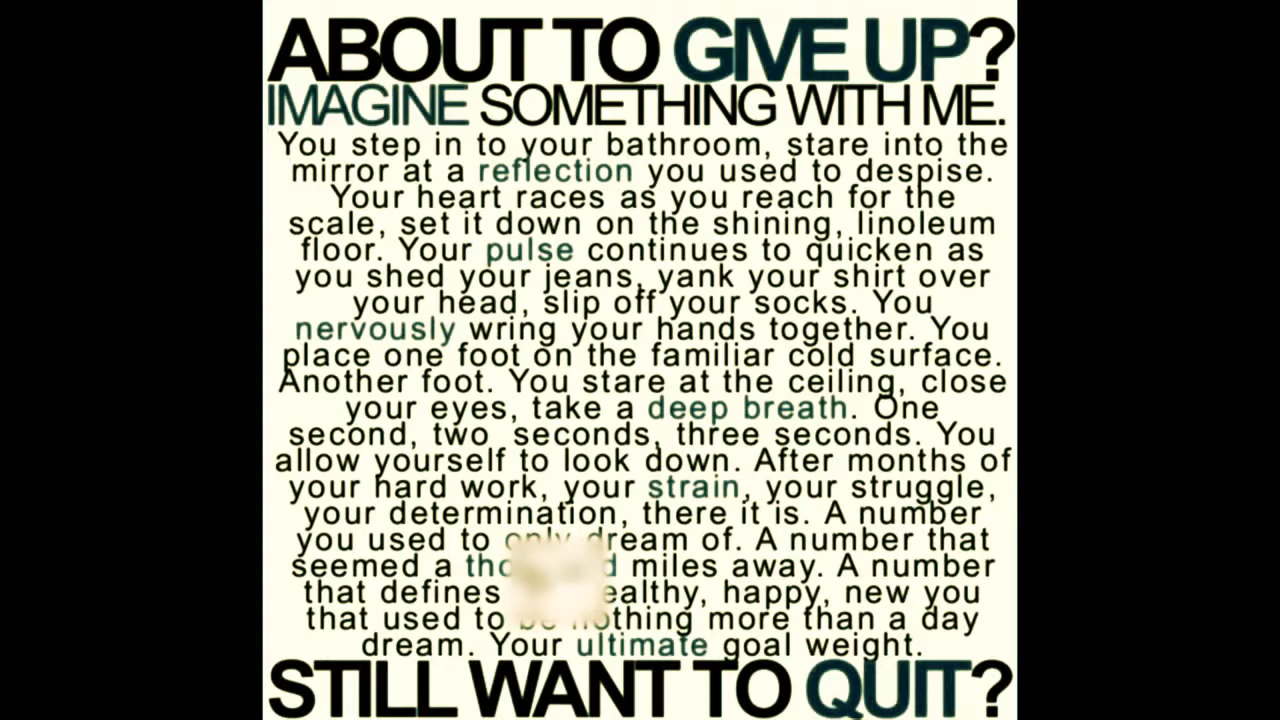 ABOUT TO GIVE UP?
IMAGINE SOMETHING WITH ME.
You step in to your bathroom, stare into the
mirror at a reflection you used to despise.
Your heart races as you reach for the
scale, set it down on the shining, linoleum
floor. Your pulse continues to quicken as
you shed your jeans, yank your shirt over
your head, slip off your socks. You
nervously wring your hands together. You
place one foot on the familiar cold surface.
Another foot. You stare at the ceiling, close
your eyes, take a deep breath. One
second, two seconds, three seconds. You
allow yourself to look down. After months of
your hard work, your strain, your struggle,
your determination, there it is. A number
you used to only dream of. A number that
seemed a miles away. A number
that defines happy, new you
that used to be nothing more than a day
dream. Your ultimate goal weight.
STILL WANT TO QUIT?